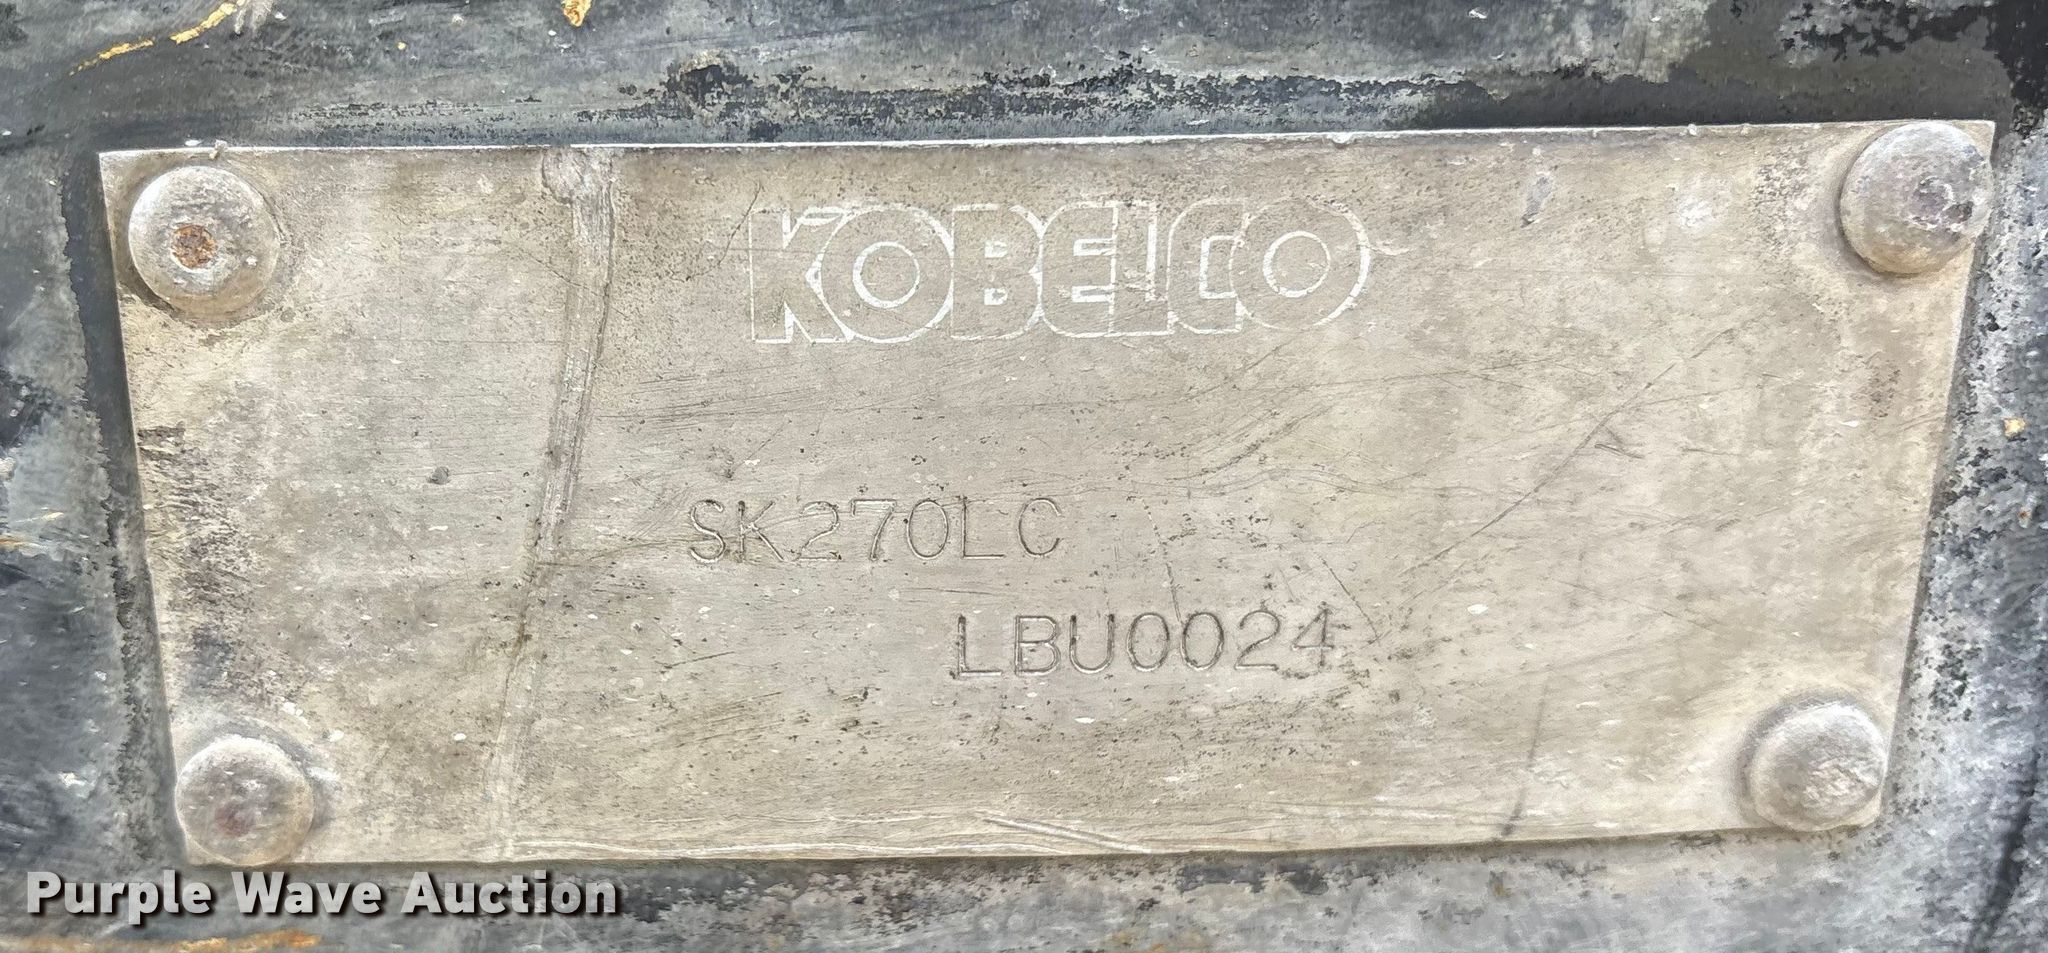 KOBELCO
SK270LC
LBU0024
Purple Wave Auction